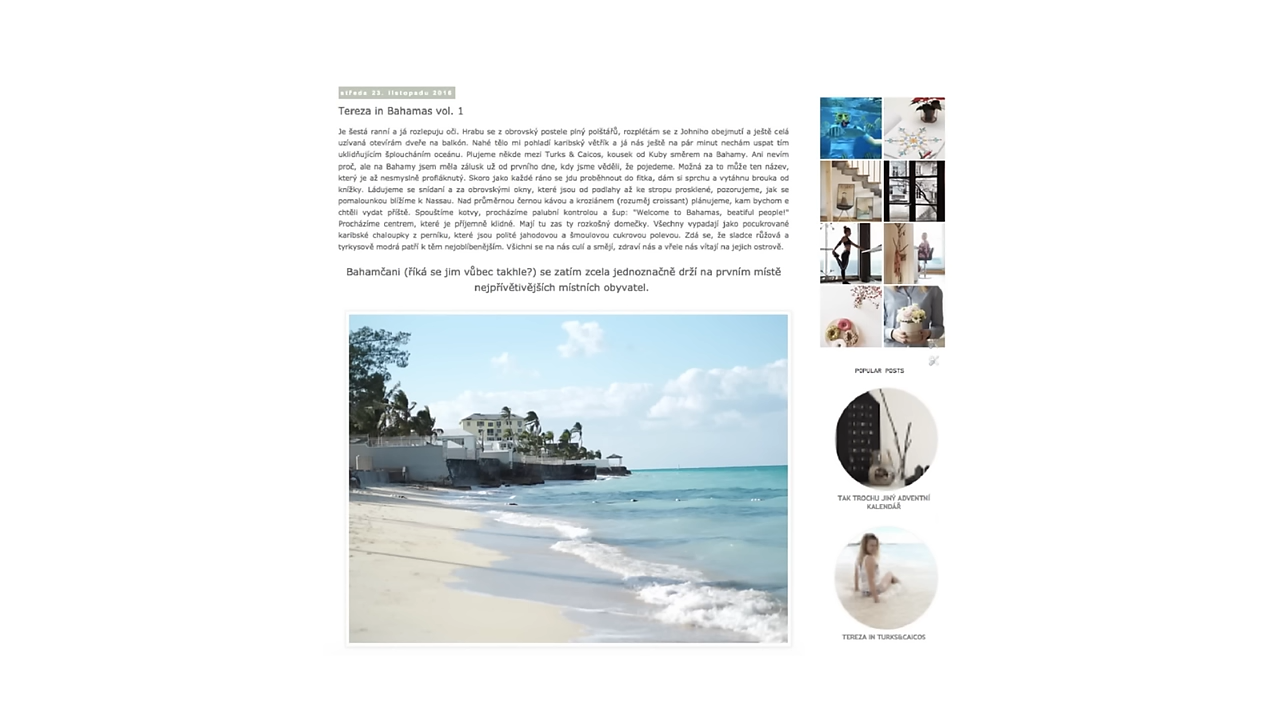 středa 23. listopadu 2016
Tereza in Bahamas vol. 1
Je šestá ranní a já rozlepuju oči. Hrabu se z obrovský postele plný polštářů, rozplétám se z Johniho obejmutí a ještě celá
uzívaná otevírám dveře na balkón. Nahé tělo mi pohladí karibský větřík a já nás ještě na pár minut nechám uspat tím
uklidňujícím šploucháním oceánu. Plujeme někde mezi Turks & Caicos, kousek od Kuby směrem na Bahamy. Ani nevím
proč, ale na Bahamy jsem měla zálusk už od prvního dne, kdy jsme věděli, že pojedeme. Možná za to může ten název,
který je až nesmyslně profláknutý. Skoro jako každé ráno se jdu proběhnout do fitka, dám si sprchu a vytáhnu brouka od
knížky. Ládujeme se snídaní a za obrovskými okny, které jsou od podlahy až ke stropu prosklené, pozorujeme, jak se
pomalounkou blížíme k Nassau. Nad průměrnou černou kávou a kroziánem (rozuměj croissant) plánujeme, kam bychom e
chtěli vydat příště. Spouštíme kotvy, procházíme palubní kontrolou a šup: "Welcome to Bahamas, beatiful people!"
Procházíme centrem, které je příjemně klidné. Mají tu zas ty rozkošný domečky. Všechny vypadají jako pocukrované
karibské chaloupky z perníku, které jsou polité jahodovou a šmoulovou cukrovou polevou. Zdá se, že sladce růžová a
tyrkysově modrá patří k těm nejoblíbenějším. Všichni se na nás culí a smějí, zdraví nás a vřele nás vítají na jejich ostrově.
Bahamčani (říká se jim vůbec takhle?) se zatím zcela jednoznačně drží na prvním místě
nejpřívětivějších místních obyvatel.
POPULAR POSTS
TAK TROCHU JINÝ ADVENTNÍ
KALENDÁŘ
TEREZA IN TURKS&CAICOS